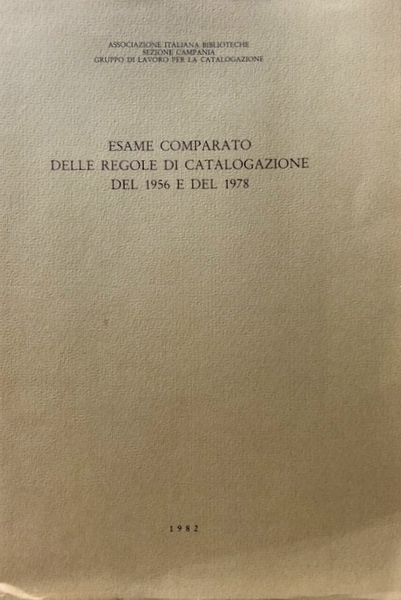 ASSOCIAZIONE ITALIANA BIBLIOTECHE
SEZIONE CAMPANIA
GRUPPO DI LAVORO PER LA CATALOGAZIONE
ESAME COMPARATO
DELLE REGOLE DI CATALOGAZIONE
DEL 1956 E DEL 1978
1982